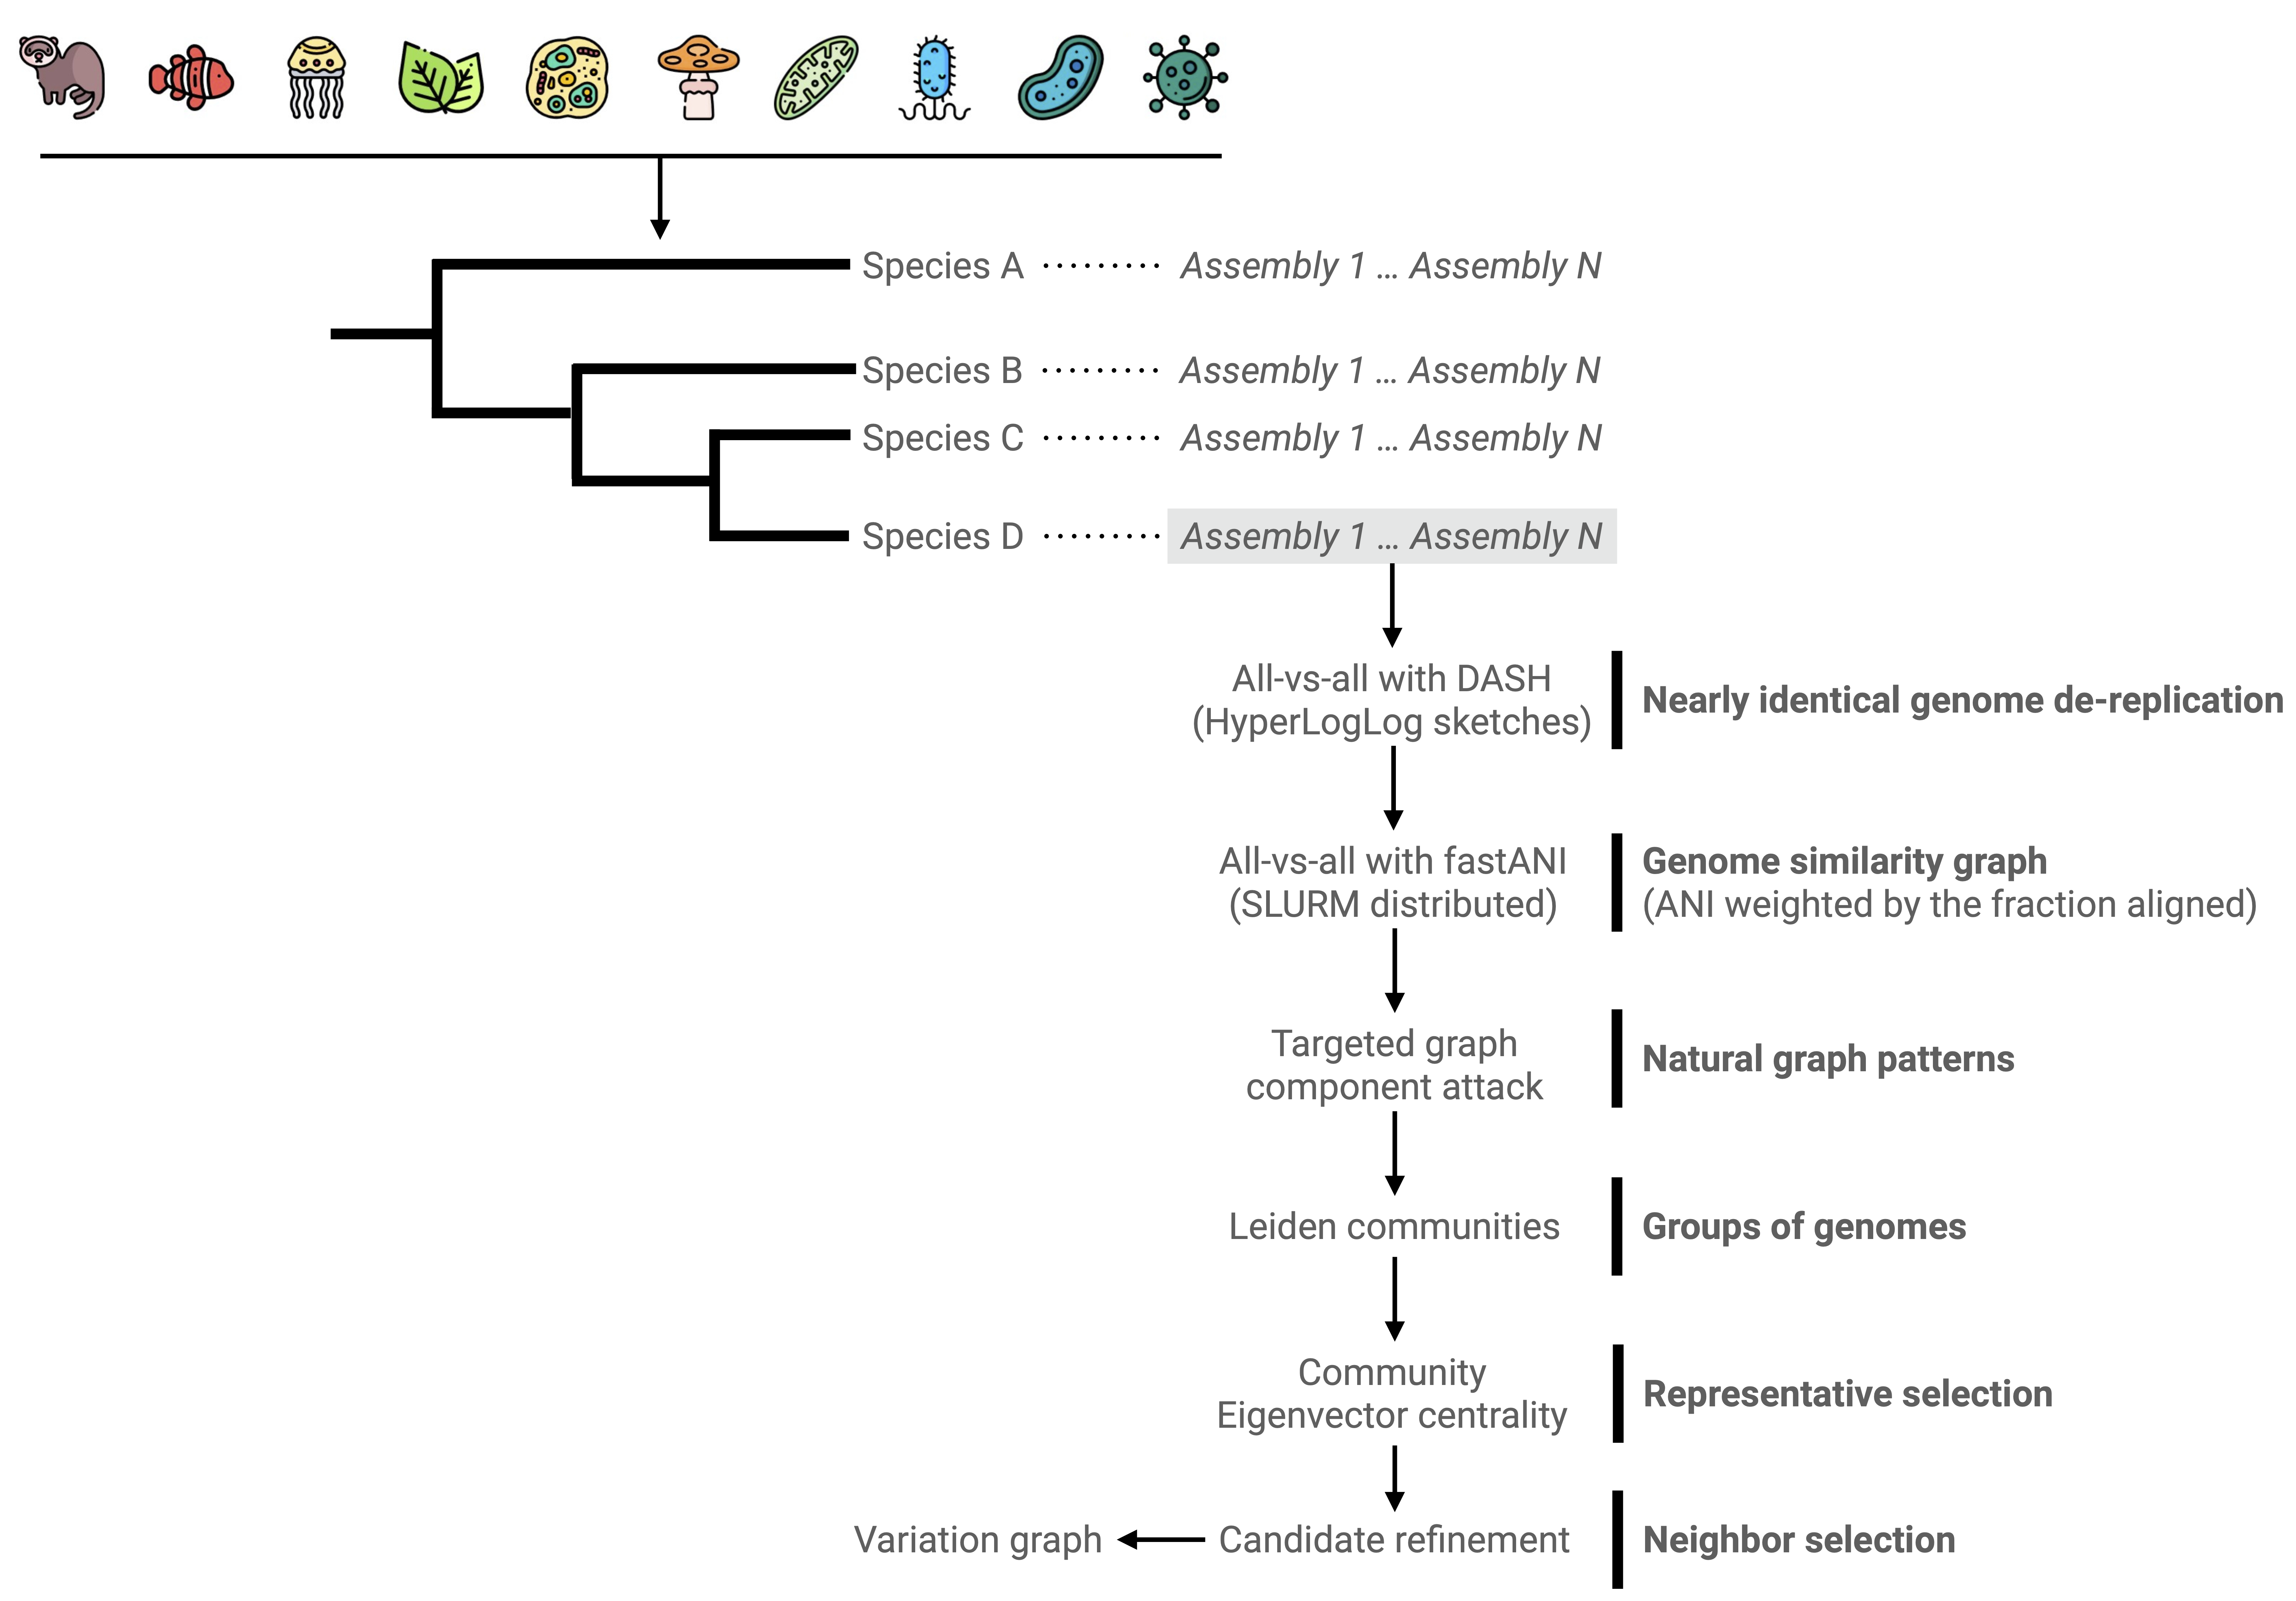 Species A ········· Assembly 1 ... Assembly N
Species B ········· Assembly 1 ... Assembly N
Species C ········· Assembly 1 ... Assembly N
Species D ········· Assembly 1 ... Assembly N
All-vs-all with DASH
(HyperLogLog sketches)
Nearly identical genome de-replication
All-vs-all with fastANI
(SLURM distributed)
Genome similarity graph
(ANI weighted by the fraction aligned)
Targeted graph
component attack
Natural graph patterns
Leiden communities
Groups of genomes
Community
Eigenvector centrality
Representative selection
Variation graph
Candidate refinement
Neighbor selection